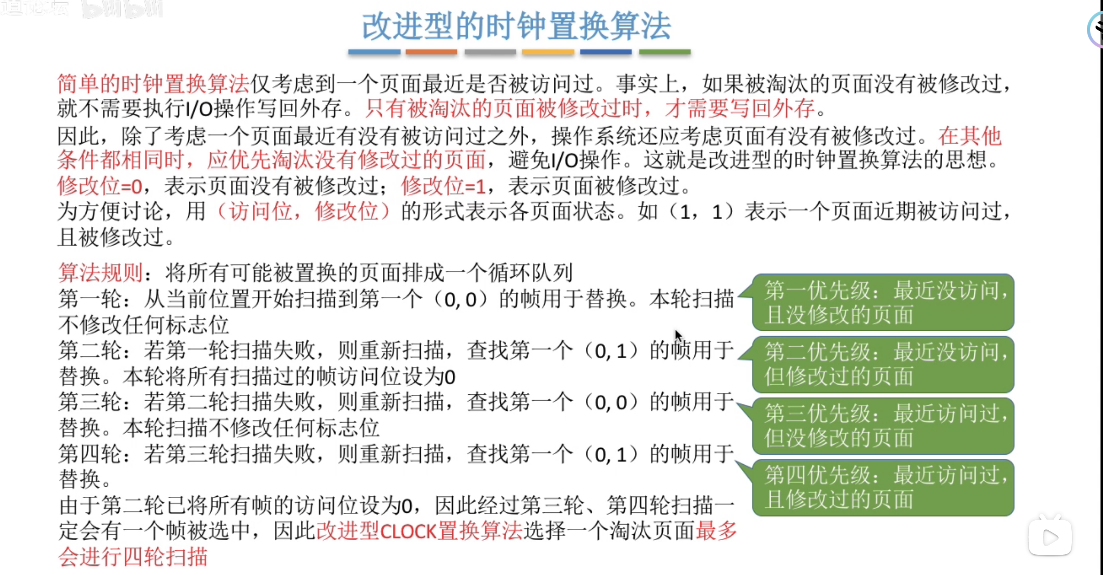 改进型的时钟置换算法
简单的时钟置换算法仅考虑到一个页面最近是否被访问过。事实上，如果被淘汰的页面没有被修改过，
就不需要执行I/O操作写回外存。只有被淘汰的页面被修改过时，才需要写回外存。
因此，除了考虑一个页面最近有没有被访问过之外，操作系统还应考虑页面有没有被修改过。在其他
条件都相同时，应优先淘汰没有修改过的页面，避免I/O操作。这就是改进型的时钟置换算法的思想。
修改位=0，表示页面没有被修改过；修改位=1，表示页面被修改过。
为方便讨论，用（访问位，修改位）的形式表示各页面状态。如（1，1）表示一个页面近期被访问过，
且被修改过。
算法规则：将所有可能被置换的页面排成一个循环队列
第一轮：从当前位置开始扫描到第一个（0, 0）的帧用于替换。本轮扫描
不修改任何标志位
第二轮：若第一轮扫描失败，则重新扫描，查找第一个（0, 1）的帧用于
替换。本轮将所有扫描过的帧访问位设为0
第三轮：若第二轮扫描失败，则重新扫描，查找第一个（0, 0）的帧用于
替换。本轮扫描不修改任何标志位
第四轮：若第三轮扫描失败，则重新扫描，查找第一个（0, 1）的帧用于
替换。
由于第二轮已将所有帧的访问位设为0，因此经过第三轮、第四轮扫描一
定会有一个帧被选中，因此改进型CLOCK置换算法选择一个淘汰页面最多
会进行四轮扫描
第一优先级：最近没访问，
且没修改的页面
第二优先级：最近没访问，
但修改过的页面
第三优先级：最近访问过，
但没修改的页面
第四优先级：最近访问过，
且修改过的页面